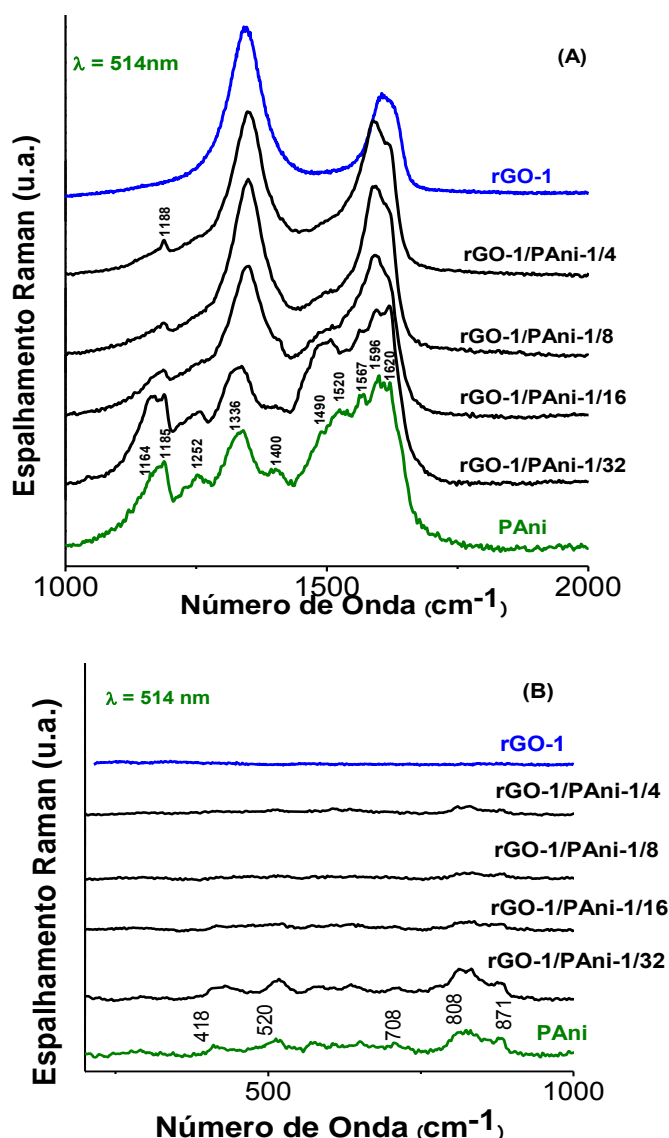 (A)
λ = 514nm
Espalhamento Raman (u.a.)
rGO-1
1188
rGO-1/PAni-1/4
rGO-1/PAni-1/8
rGO-1/PAni-1/16
1164
1185
1252
1336
1400
1490
1520
1567
1596
1620
rGO-1/PAni-1/32
PAni
1000
1500
2000
Número de Onda (cm-1)
(B)
λ = 514 nm
Espalhamento Raman (u.a.)
rGO-1
rGO-1/PAni-1/4
rGO-1/PAni-1/8
rGO-1/PAni-1/16
rGO-1/PAni-1/32
418
520
708
808
871
PAni
500
1000
Número de Onda (cm-1)